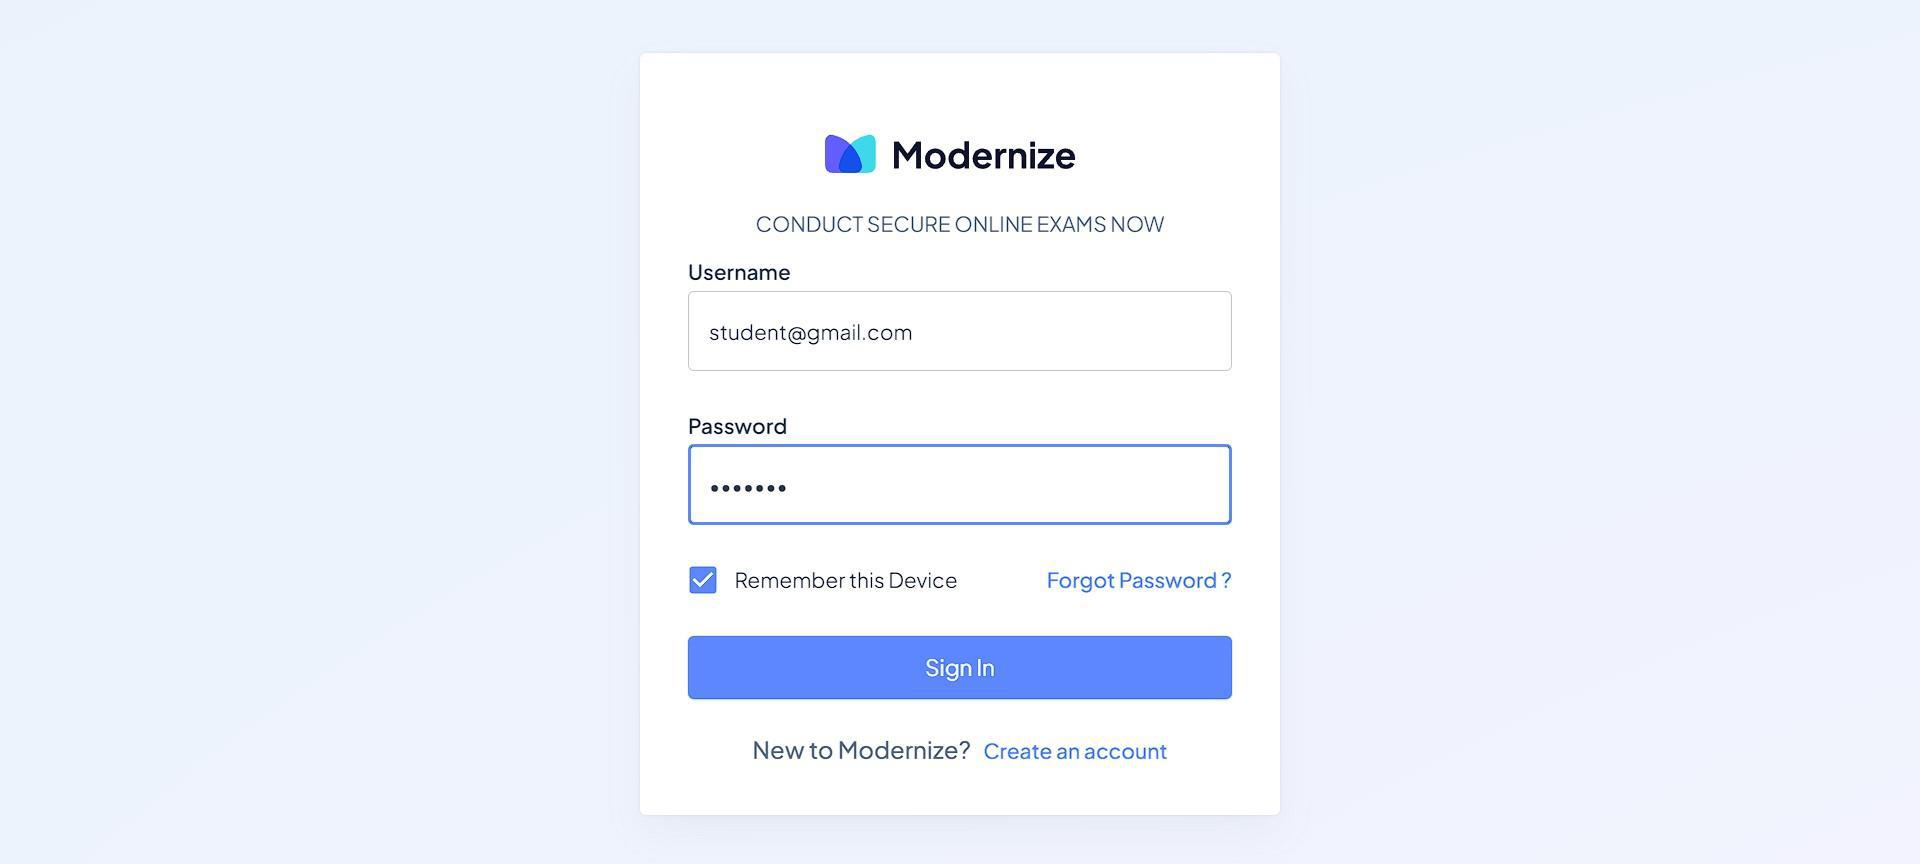 Modernize
CONDUCT SECURE ONLINE EXAMS NOW
Username
student@gmail.com
Password
•••••••
Remember this Device Forgot Password ?
Sign In
New to Modernize? Create an account